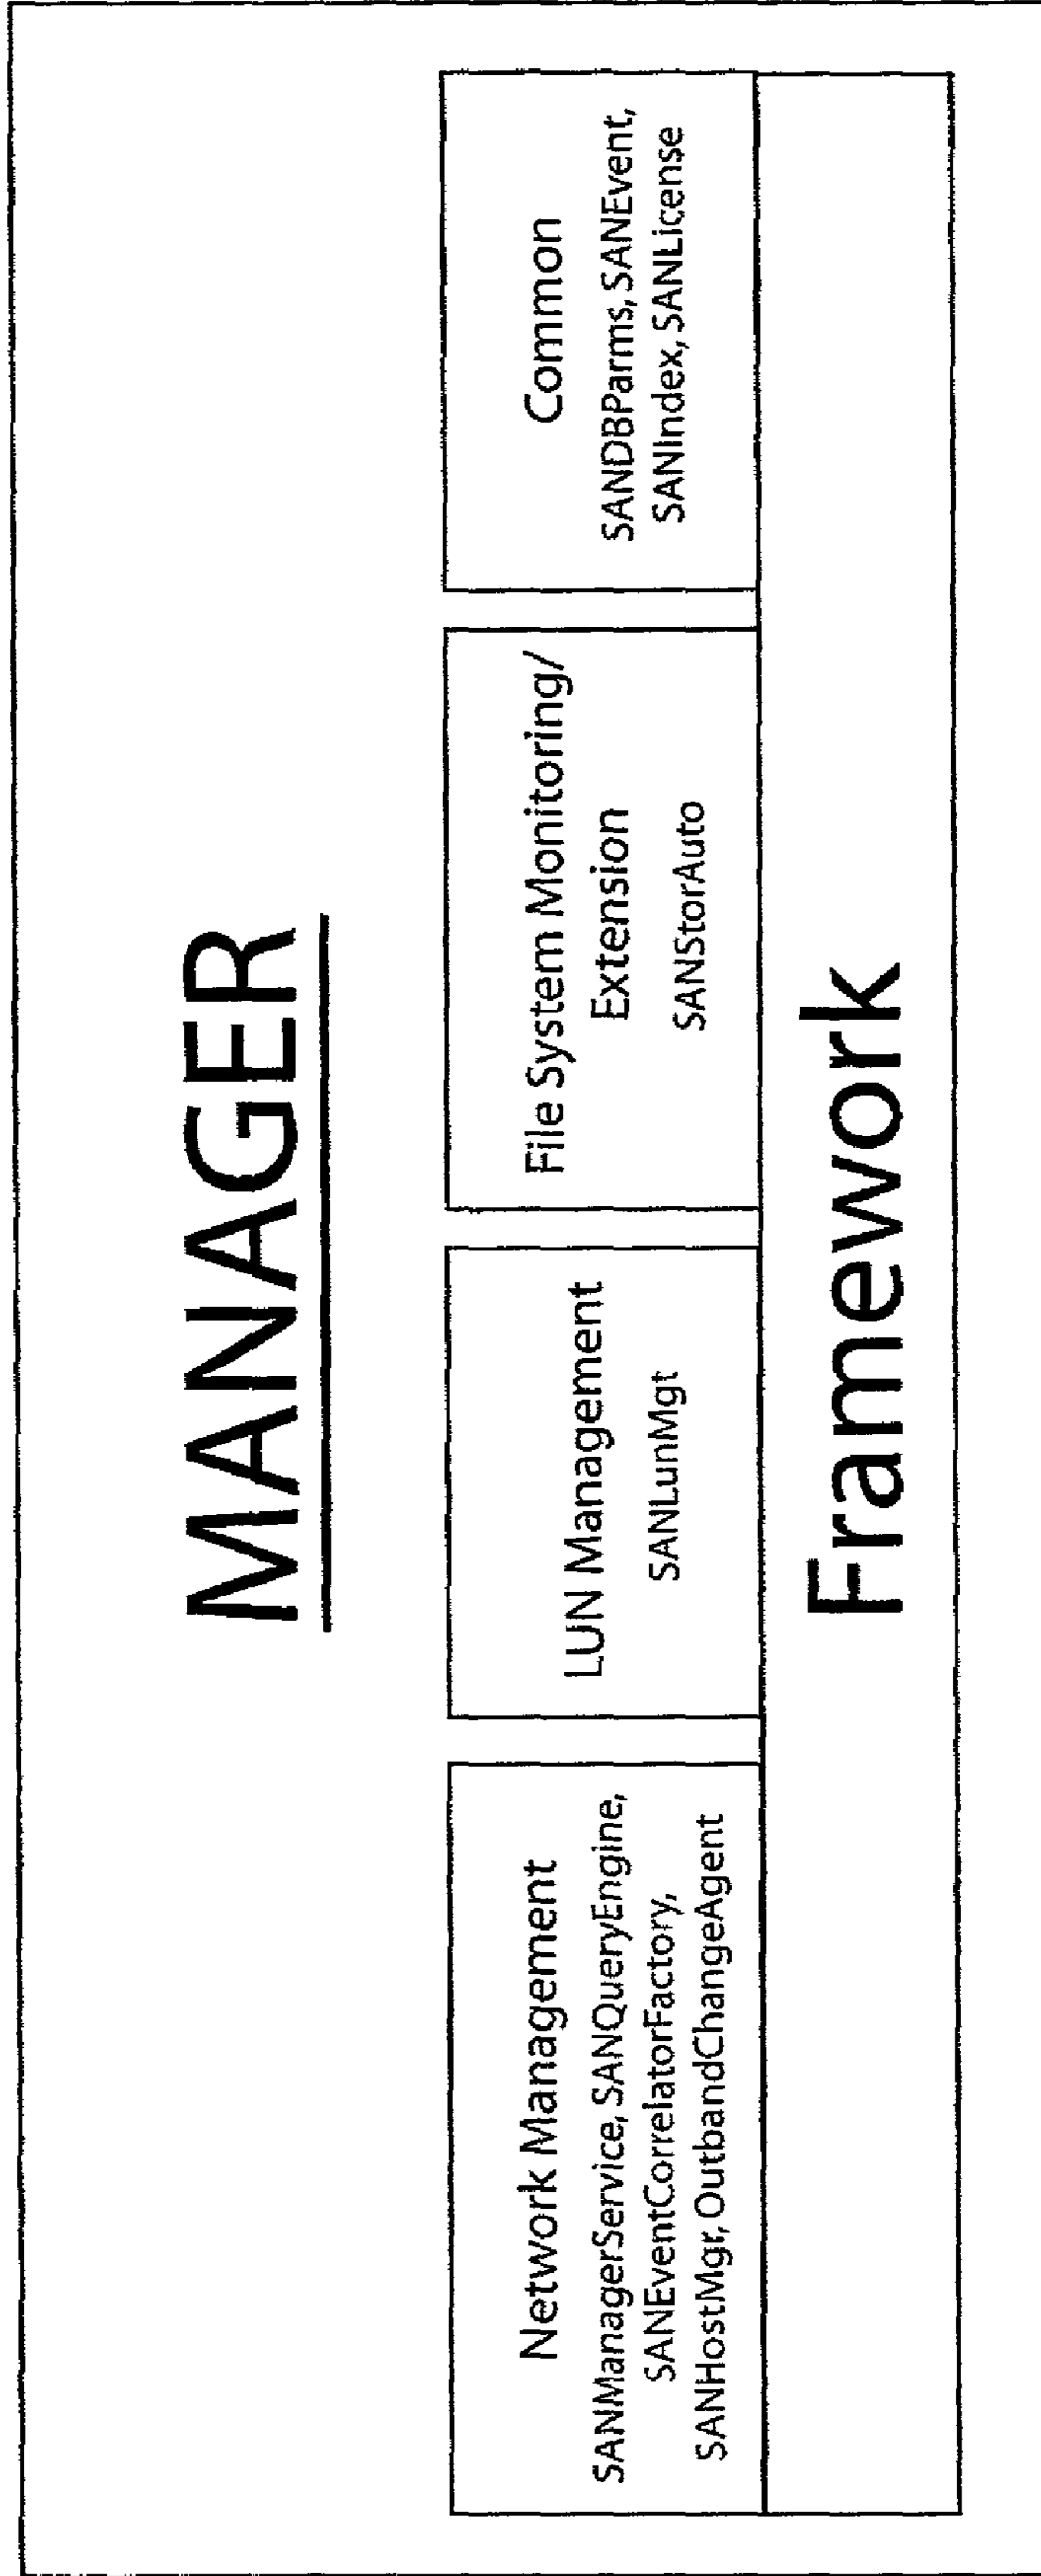 MANAGER
Network Management
SANManagerService, SANQueryEngine,
SANEventCorrelatorFactory,
SANHostMgr, OutbandChangeAgent
LUN Management
SANLunMgt
File System Monitoring/
Extension
SANStorAuto
Common
SANDBParms, SANEvent,
SANIndex, SANLicense
Framework